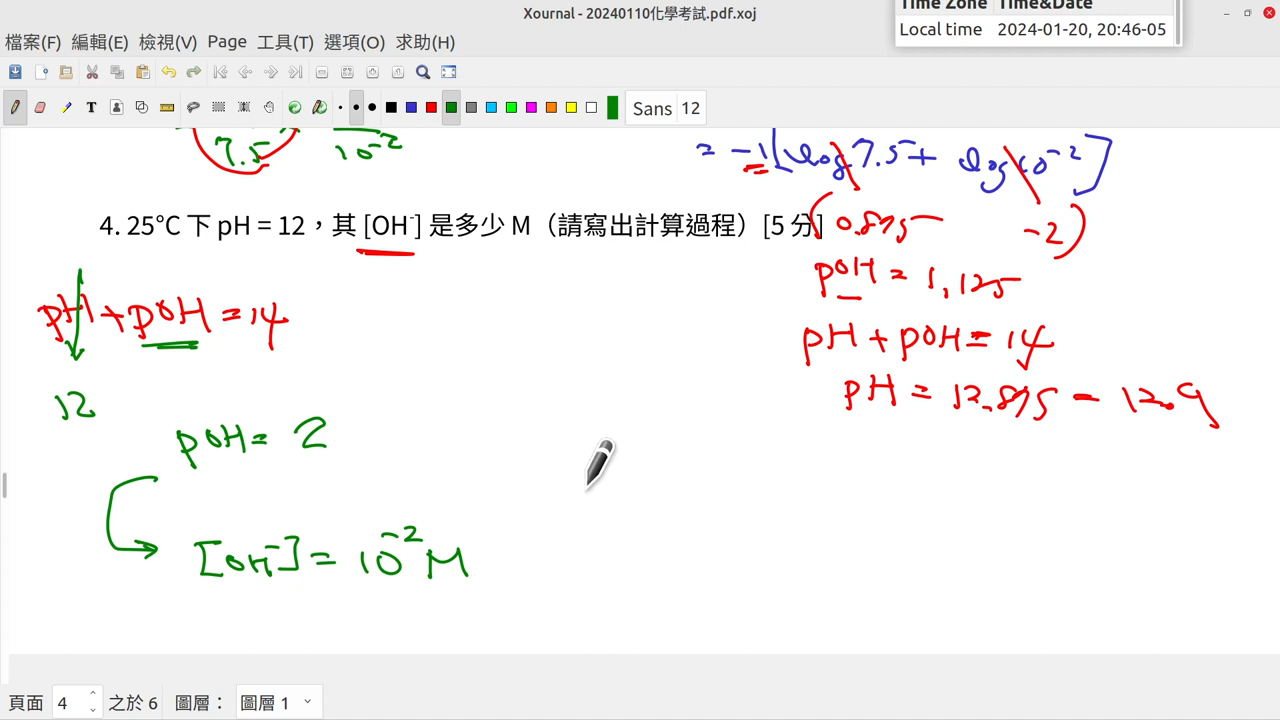 Xournal - 20240110化學考試.pdf.xoj
Time Zone Time&Date
Local time 2024-01-20, 20:46-05
檔案(F) 編輯(E) 檢視(V) Page 工具(T) 選項(O) 求助(H)
Sans 12
7.5
10⁻²
= -1[log 7.5 + log 10⁻²]
4. 25°C 下 pH = 12，其 [OH⁻] 是多少 M（請寫出計算過程）[5 分]
(0.875 -2)
pOH = 1.125
pH + pOH = 14
pH = 12.875 = 12.9
pH + pOH = 14
12
pOH = 2
[OH⁻] = 10⁻² M
頁面 4 之於 6 圖層： 圖層 1